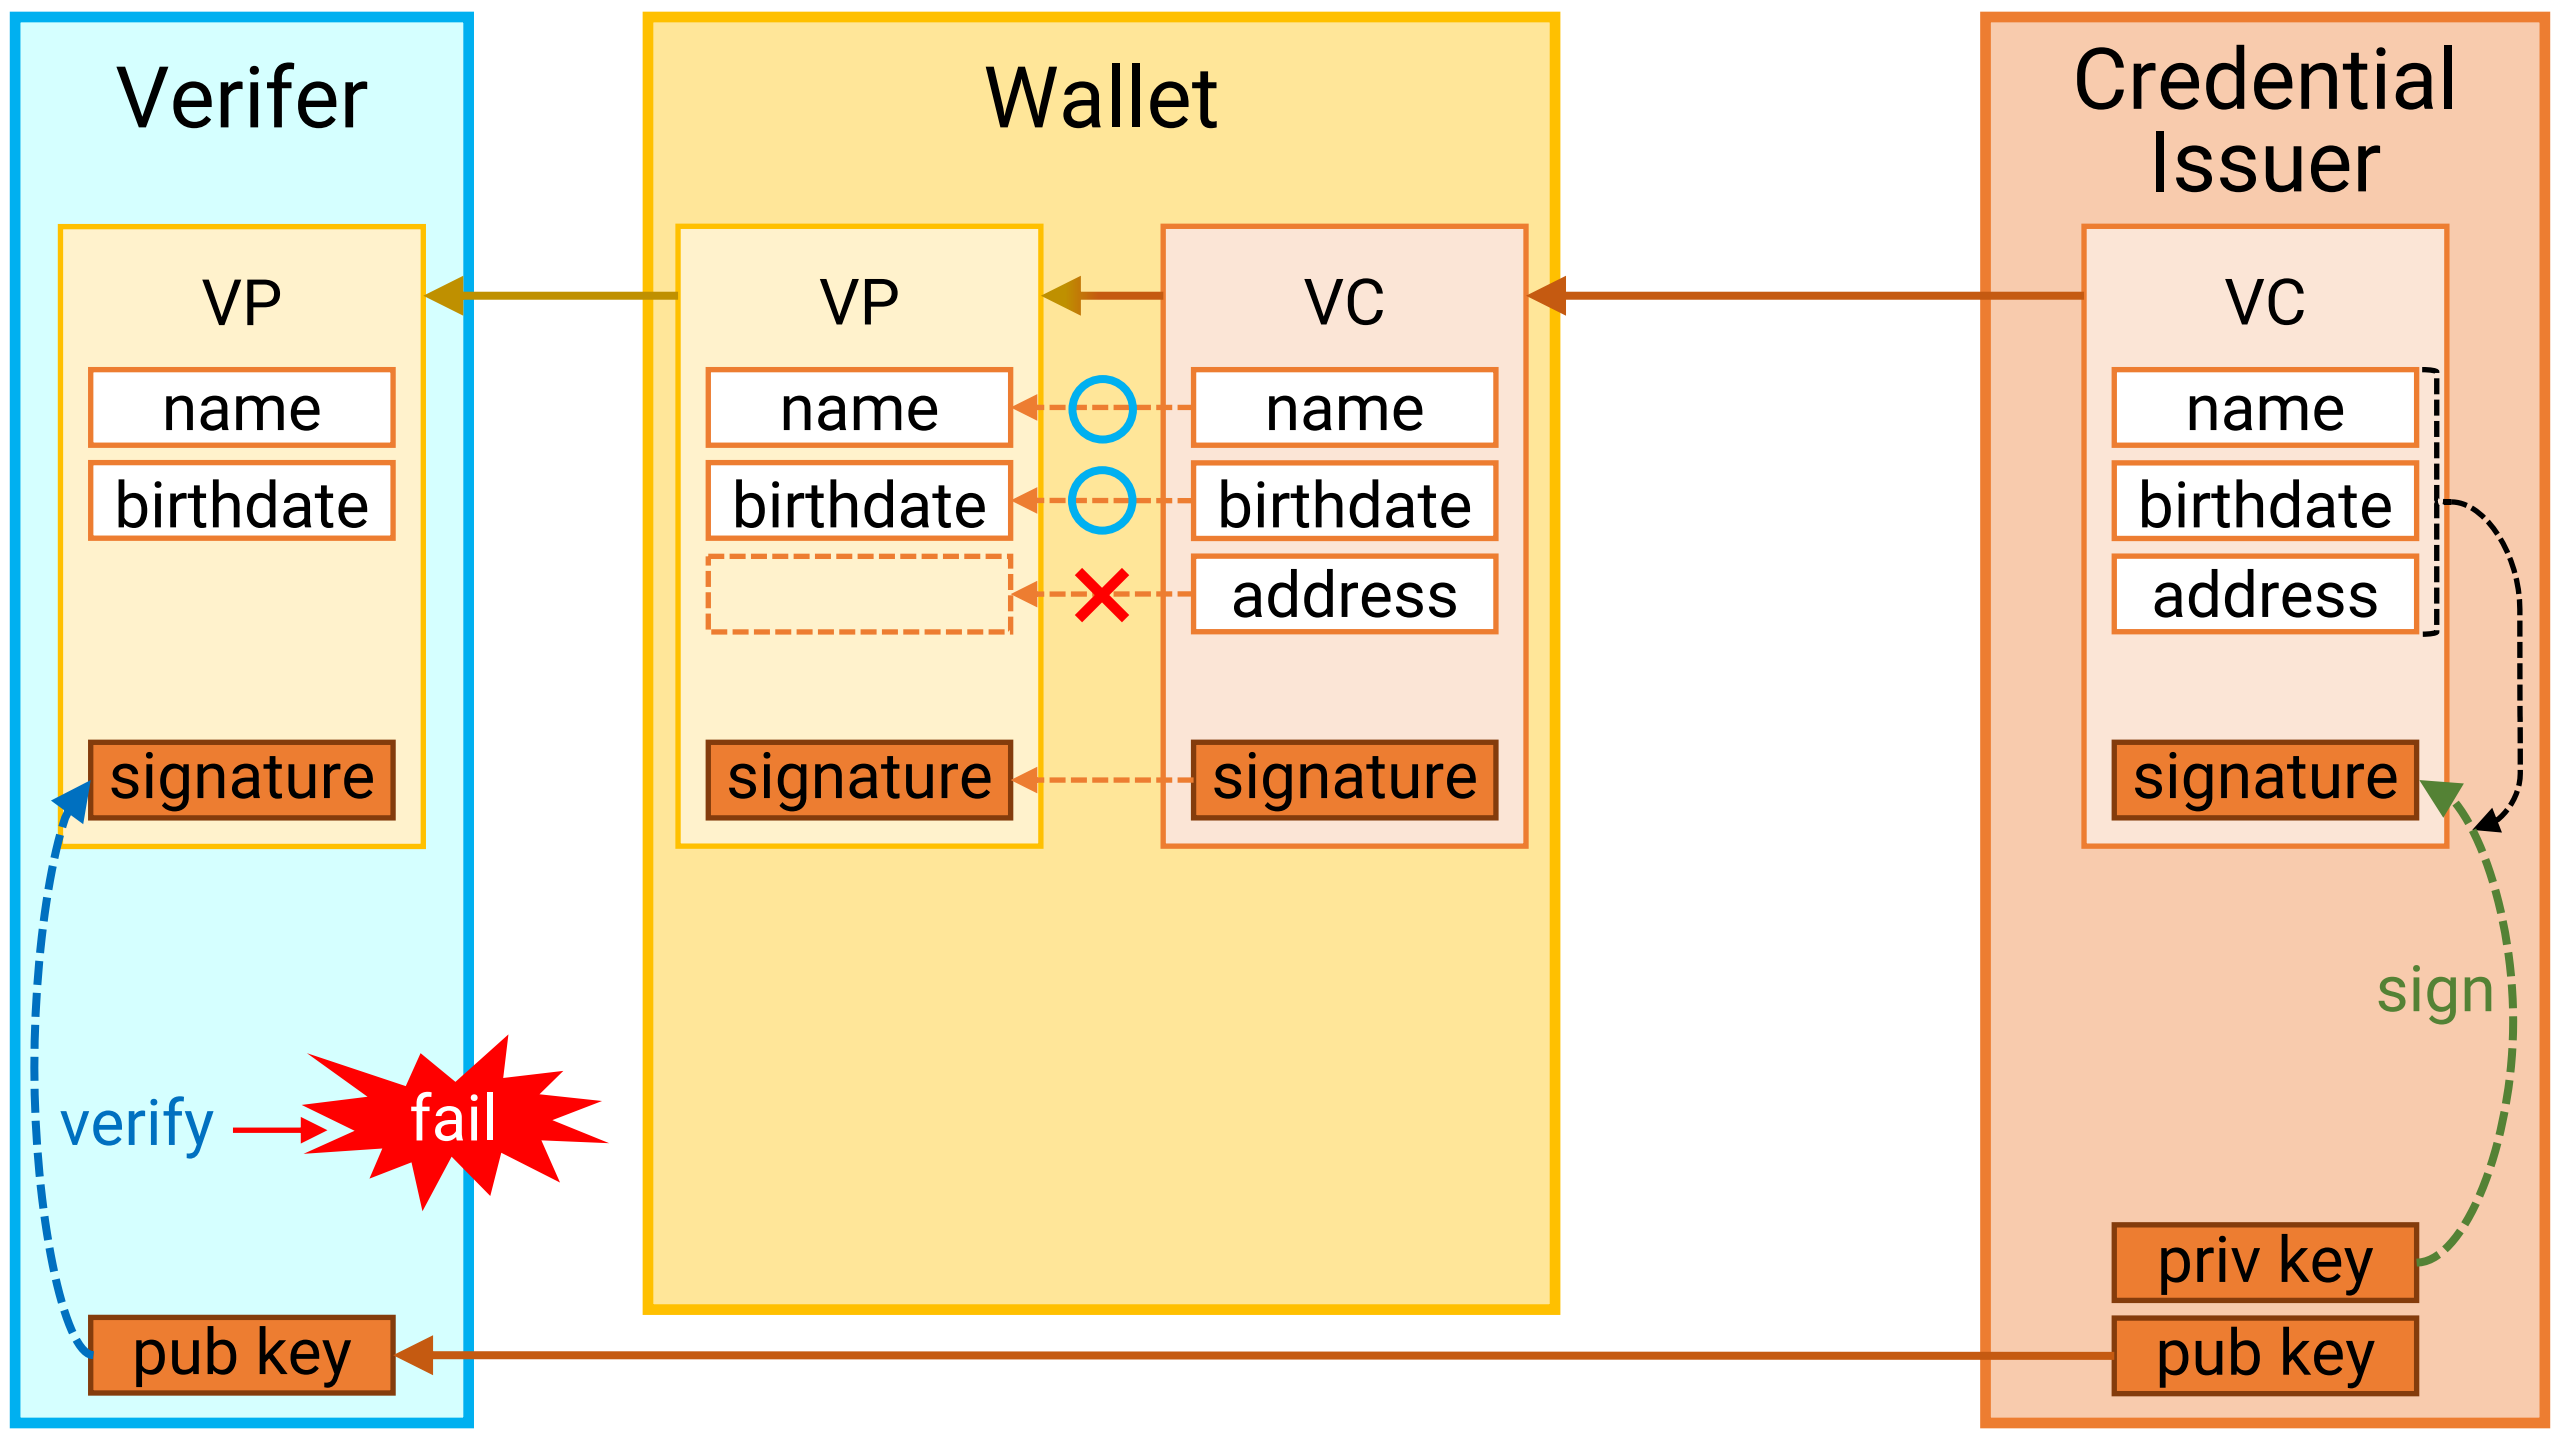 Verifer
VP
name
birthdate
signature
verify
fail
pub key
Wallet
VP
name
birthdate
signature
VC
name
birthdate
address
signature
Credential
Issuer
VC
name
birthdate
address
signature
sign
priv key
pub key